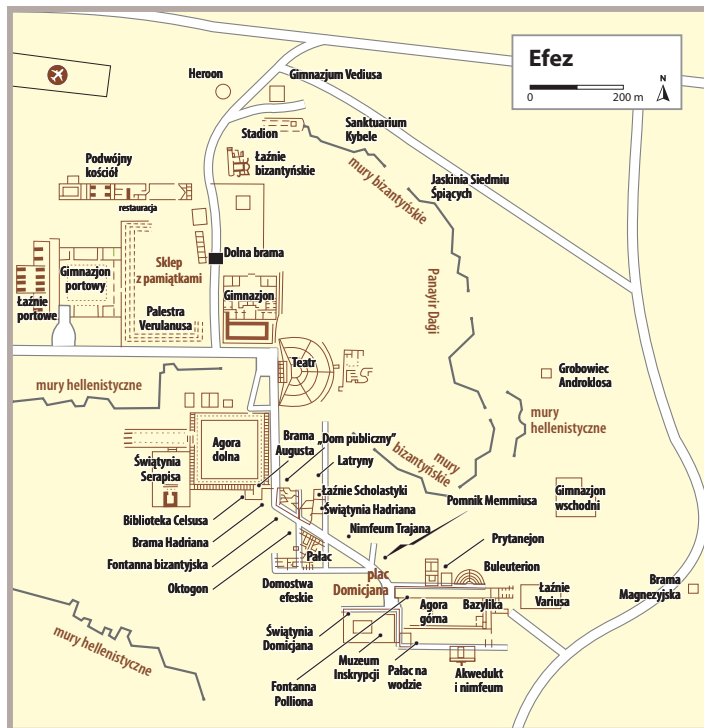 Efez
0
200 m
N
Heroon
Gimnazjum Vediusa
Stadion
Sanktuarium
Kybele
Łaźnie
bizantyńskie
mury bizantyńskie
Jaskinia Siedmiu
Śpiących
Podwójny
kościół
restauracja
Dolna brama
Sklep
z pamiątkami
Gimnazjon
portowy
Łaźnie
portowe
Palestra
Verulanusa
Gimnazjon
Panayir Daği
Teatr
mury hellenistyczne
Grobowiec
Androklosa
mury
hellenistyczne
mury
bizantyńskie
Agora
dolna
Brama
Augusta
„Dom publiczny”
Latryny
Świątynia
Serapisa
Łaźnie Scholastyki
Świątynia Hadriana
Pomnik Memmiusa
Gimnazjon
wschodni
Biblioteka Celsusa
Brama Hadriana
Nimfeum Trajana
Fontanna bizantyjska
Pałac
Prytanejon
Oktogon
Domostwa
efeskie
plac
Domicjana
Buleuterion
Łaźnie
Variusa
Brama
Magnezyjska
Agora
górna
Bazylika
mury hellenistyczne
Świątynia
Domicjana
Muzeum
Inskrypcji
Pałac na
wodzie
Akwedukt
i nimfeum
Fontanna
Polliona